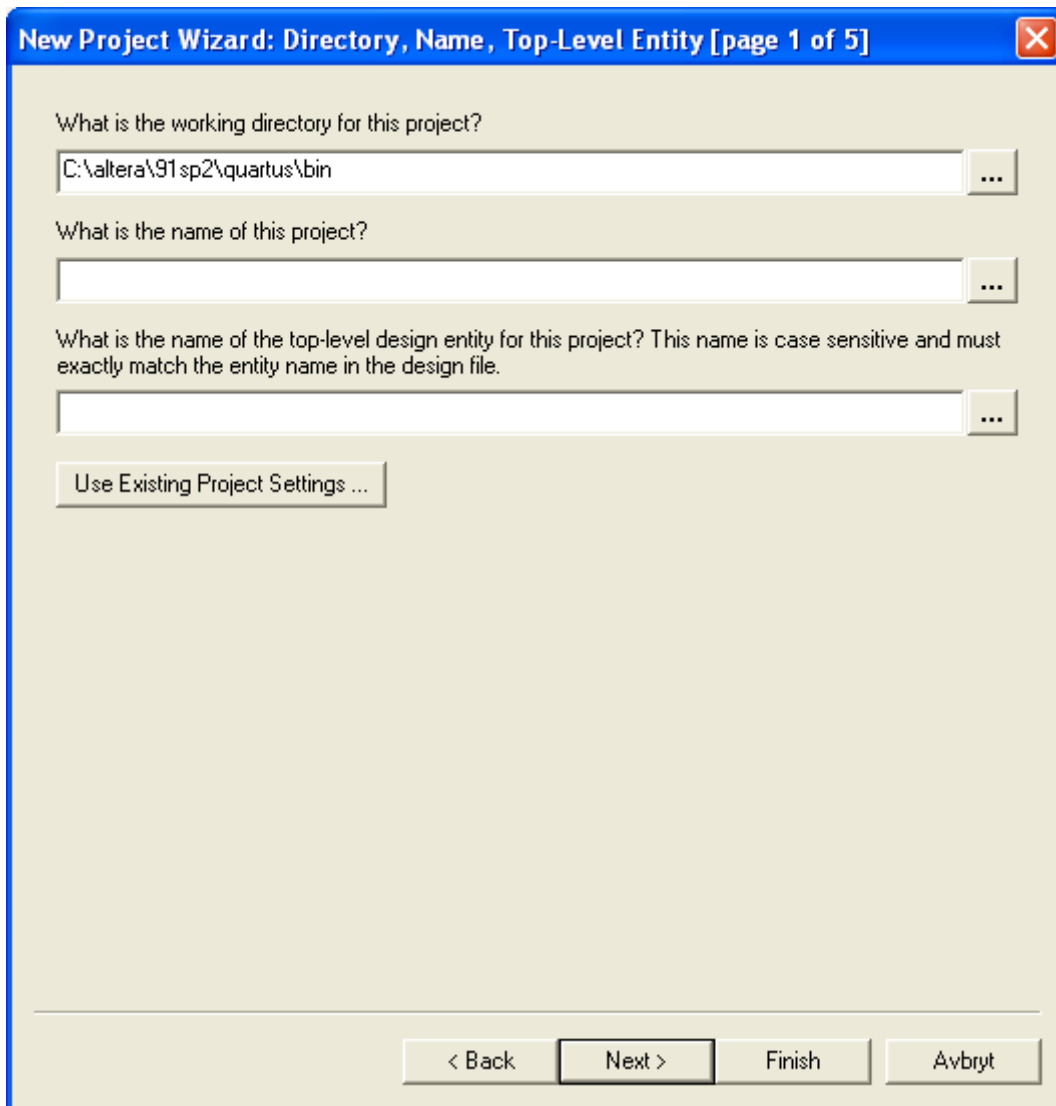 New Project Wizard: Directory, Name, Top-Level Entity [page 1 of 5]
What is the working directory for this project?
C:\altera\91sp2\quartus\bin
...
What is the name of this project?
...
What is the name of the top-level design entity for this project? This name is case sensitive and must
exactly match the entity name in the design file.
...
Use Existing Project Settings ...
< Back Next > Finish Avbryt